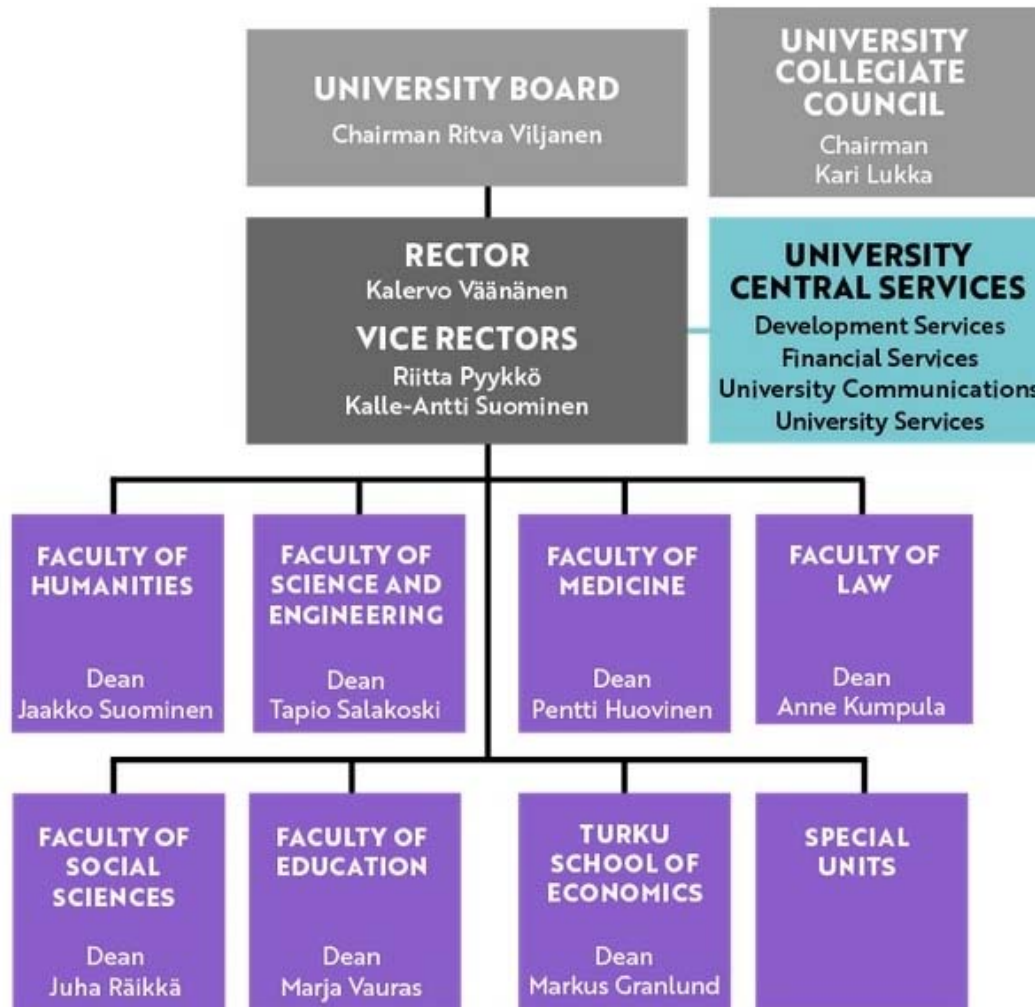 UNIVERSITY BOARD
Chairman Ritva Viljanen
UNIVERSITY
COLLEGIATE
COUNCIL
Chairman
Kari Lukka
RECTOR
Kalervo Väänänen
VICE RECTORS
Riitta Pyykkö
Kalle-Antti Suominen
UNIVERSITY
CENTRAL SERVICES
Development Services
Financial Services
University Communications
University Services
FACULTY OF
HUMANITIES
Dean
Jaakko Suominen
FACULTY OF
SCIENCE AND
ENGINEERING
Dean
Tapio Salakoski
FACULTY OF
MEDICINE
Dean
Pentti Huovinen
FACULTY OF
LAW
Dean
Anne Kumpula
FACULTY OF
SOCIAL
SCIENCES
Dean
Juha Räikkä
FACULTY OF
EDUCATION
Dean
Marja Vauras
TURKU
SCHOOL OF
ECONOMICS
Dean
Markus Granlund
SPECIAL
UNITS